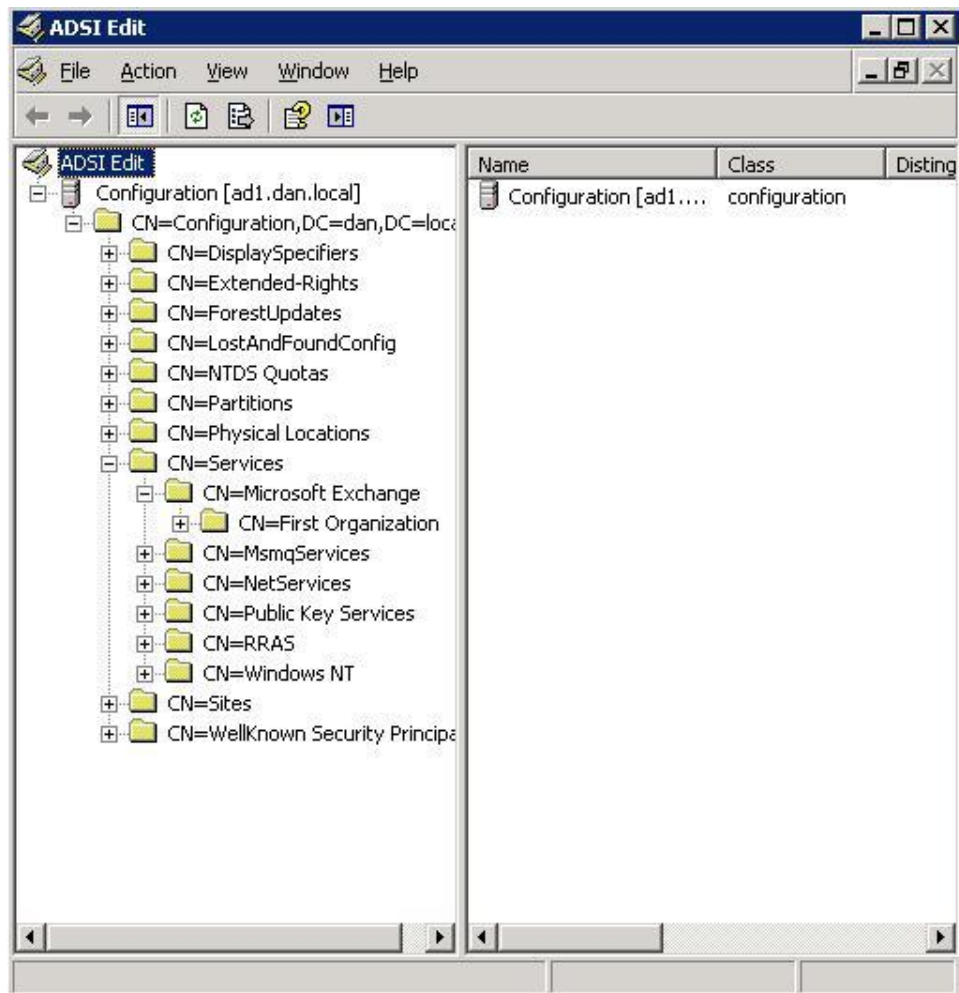 ADSI Edit
File Action View Window Help
ADSI Edit
Configuration [ad1.dan.local]
CN=Configuration,DC=dan,DC=loca
CN=DisplaySpecifiers
CN=Extended-Rights
CN=ForestUpdates
CN=LostAndFoundConfig
CN=NTDS Quotas
CN=Partitions
CN=Physical Locations
CN=Services
CN=Microsoft Exchange
CN=First Organization
CN=MsmqServices
CN=NetServices
CN=Public Key Services
CN=RRAS
CN=Windows NT
CN=Sites
CN=WellKnown Security Principa
Name Class Disting
Configuration [ad1.... configuration